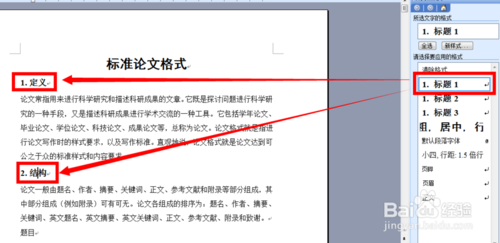 标准论文格式
1. 定义
论文常指用来进行科学研究和描述科研成果的文章。它既是探讨问题进行科学研
究的一种手段，又是描述科研成果进行学术交流的一种工具。它包括学年论文、
毕业论文、学位论文、科技论文、成果论文等，总称为论文。论文格式就是指进
行论文写作时的样式要求，以及写作标准。直观地说，论文格式就是论文达到可
公之于众的标准样式和内容要求。
2. 结构
论文一般由题名、作者、摘要、关键词、正文、参考文献和附录等部分组成，其
中部分组成（例如附录）可有可无。论文各组成的排序为：题名、作者、摘要、
关键词、英文题名、英文摘要、英文关键词、正文、参考文献、附录和致谢。
题目
所选文字的格式
1. 标题 1
全选
新样式...
请选择要应用的格式
清除格式
1. 标题 1
1. 标题 2
1. 标题 3
粗, 居中, 行
默认段落字体
小四, 行距: 1.5 倍行
页脚
页眉
正文
Baidu 经验